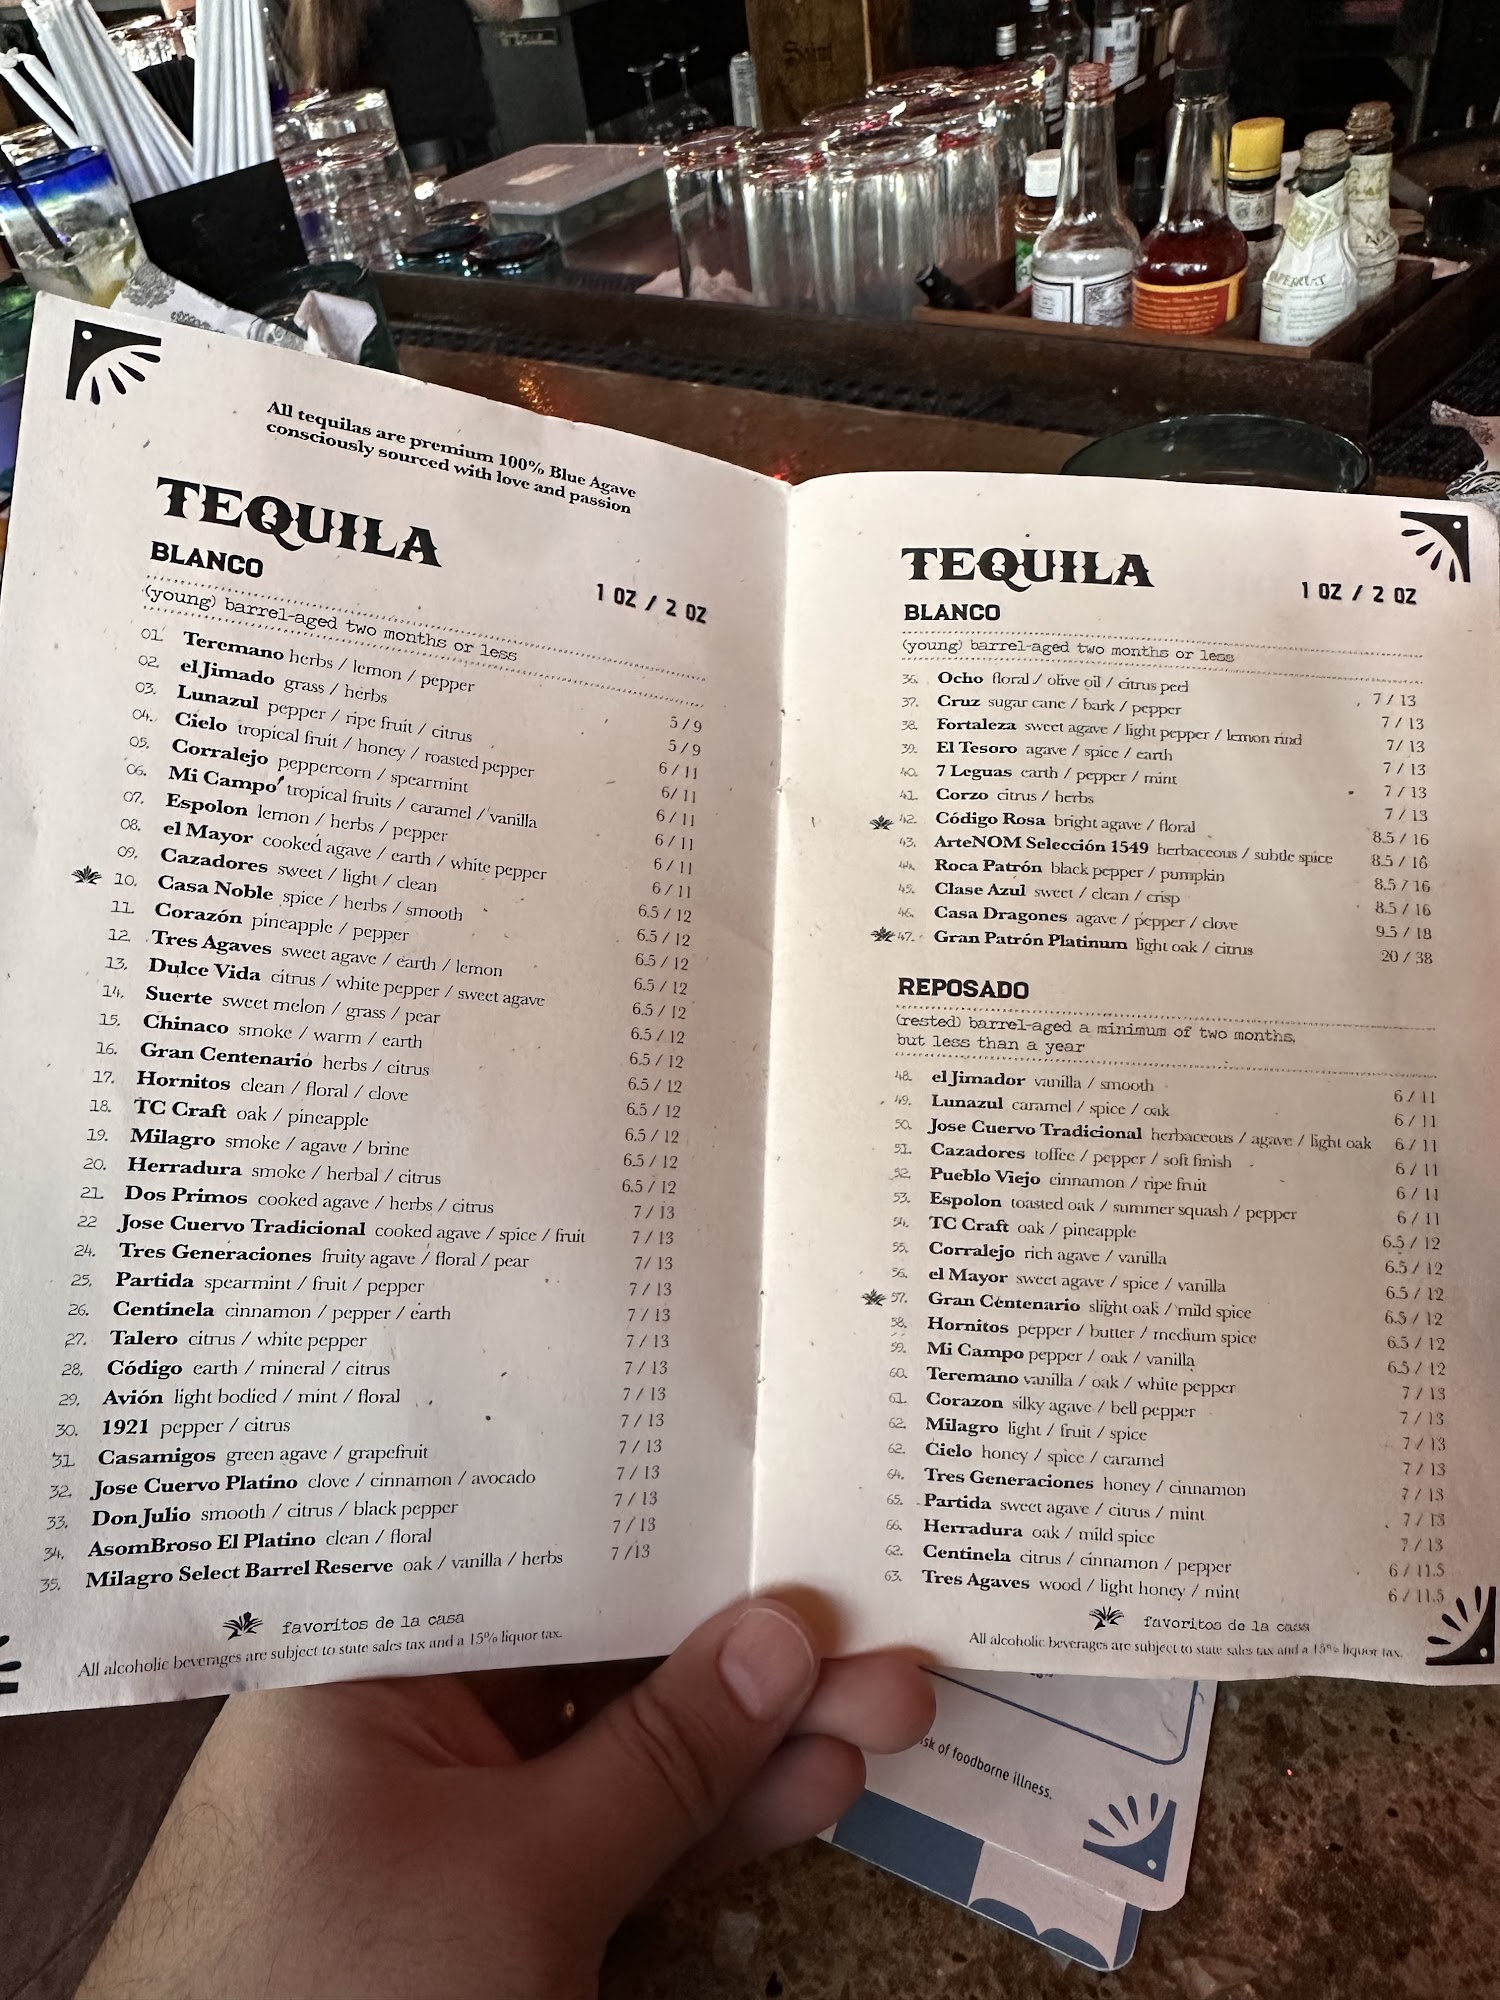 All tequilas are premium 100% Blue Agave
consciously sourced with love and passion
TEQUILA
BLANCO
1 OZ / 2 OZ
(young) barrel-aged two months or less
01. Teremano herbs / lemon / pepper 5 / 9
02. elJimado grass / herbs 5 / 9
03. Lunazul pepper / ripe fruit / citrus 6 / 11
04. Cielo tropical fruit / honey / roasted pepper 6/ 11
05. Corralejo peppercorn / spearmint 6 / 11
06. Mi Campo tropical fruits / caramel / vanilla 6 / 11
07. Espolon lemon / herbs / pepper 6 / 11
08. el Mayor cooked agave / earth / white pepper 6 / 11
09. Cazadores sweet / light / clean 6.5 / 12
10. Casa Noble spice / herbs / smooth 6.5 / 12
11. Corazón pineapple / pepper 6.5 / 12
12. Tres Agaves sweet agave / earth / lemon 6.5 / 12
13. Dulce Vida citrus / white pepper / sweet agave 6.5 / 12
14. Suerte sweet melon / grass / pear 6.5 / 12
15. Chinaco smoke / warm / earth 6.5 / 12
16. Gran Centenario herbs / citrus 6.5 / 12
17. Hornitos clean / floral / clove 6.5 / 12
18. TC Craft oak / pineapple 6.5 / 12
19. Milagro smoke / agave / brine 6.5 / 12
20. Herradura smoke / herbal / citrus 6.5 / 12
21. Dos Primos cooked agave / herbs / citrus 7 / 13
22 Jose Cuervo Tradicional cooked agave / spice / fruit 7 / 13
24. Tres Generaciones fruity agave / floral / pear 7/ 13
25. Partida spearmint / fruit / pepper 7 / 13
26. Centinela cinnamon / pepper / earth 7 / 13
27. Talero citrus / white pepper 7 / 13
28. Código earth / mineral / citrus 7 / 13
29. Avión light bodied / mint / floral 7 / 13
30. 1921 pepper / citrus 7 / 13
31. Casamigos green agave / grapefruit 7 / 13
32. Jose Cuervo Platino clove / cinnamon / avocado 7 / 13
33. Don Julio smooth / citrus / black pepper 7 / 13
34. AsomBroso El Platino clean / floral 7 / 13
35. Milagro Select Barrel Reserve oak / vanilla / herbs 7 /13
favoritos de la casa
All alcoholic beverages are subject to state sales tax and a 15% liquor tax.
TEQUILA
BLANCO
1 OZ / 2 OZ
(young) barrel-aged two months or less
36. Ocho floral / olive oil / citrus peel 7 / 13
37. Cruz sugar cane / bark / pepper 7 / 13
38. Fortaleza sweet agave / light pepper / lemon rind 7/ 13
39. El Tesoro agave / spice / earth 7 / 13
40. 7 Leguas earth / pepper / mint 7 / 13
41. Corzo citrus / herbs 7 / 13
42. Código Rosa bright agave / floral 8.5 / 16
43. ArteNOM Selección 1549 herbaceous / subtle spice 8.5 / 16
44. Roca Patrón black pepper / pumpkin 8.5 / 16
45. Clase Azul sweet / clean / crisp 8.5 / 16
46. Casa Dragones agave / pepper / clove 9.5 / 18
47. Gran Patrón Platinum light oak / citrus 20 / 38
REPOSADO
(rested) barrel-aged a minimum of two months,
but less than a year
48. elJimador vanilla / smooth 6 / 11
49. Lunazul caramel / spice / oak 6 / 11
50. Jose Cuervo Tradicional herbaceous / agave / light oak 6 / 11
51. Cazadores toffee / pepper / soft finish 6 / 11
52. Pueblo Viejo cinnamon / ripe fruit 6 / 11
53. Espolon toasted oak / summer squash / pepper 6 / 11
54. TC Craft oak / pineapple 6.5 / 12
55. Corralejo rich agave / vanilla 6.5 / 12
56. el Mayor sweet agave / spice / vanilla 6.5 / 12
57. Gran Centenario slight oak / mild spice 6.5 / 12
58. Hornitos pepper / butter / medium spice 6.5 / 12
59. Mi Campo pepper / oak / vanilla 6.5 / 12
60. Teremano vanilla / oak / white pepper 7 / 13
61. Corazon silky agave / bell pepper 7 / 13
62. Milagro light / fruit / spice 7 / 13
62. Cielo honey / spice / caramel 7 / 13
64. Tres Generaciones honey / cinnamon 7 / 13
65. Partida sweet agave / citrus / mint 7 / 13
66. Herradura oak / mild spice 7 / 13
62. Centinela citrus / cinnamon / pepper 6 / 11.5
63. Tres Agaves wood / light honey / mint 6 / 11.5
favoritos de la casa
All alcoholic beverages are subject to state sales tax and a 15% liquor tax.
of foodborne illness.